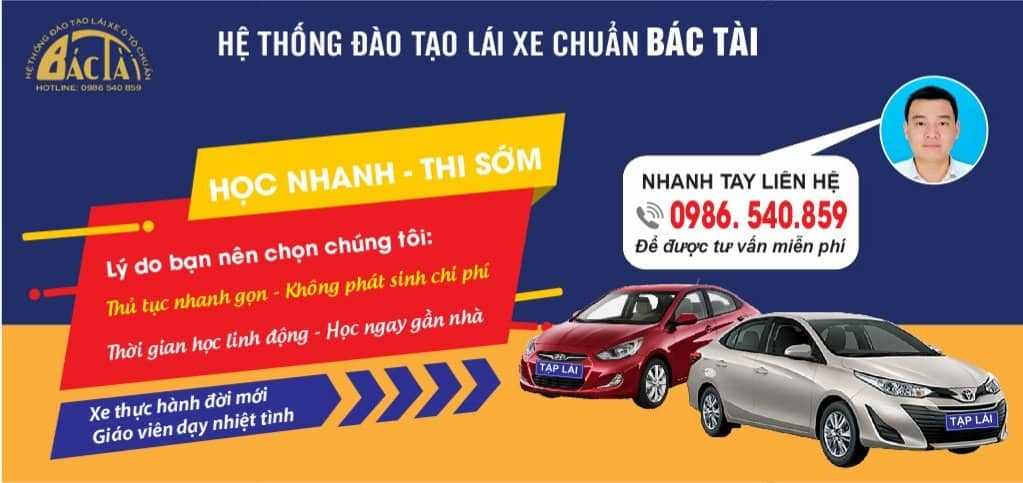 HỆ THỐNG ĐÀO TẠO LÁI XE Ô TÔ CHUẨN
BÁC TÀI
HOTLINE: 0986 540 859
HỆ THỐNG ĐÀO TẠO LÁI XE CHUẨN BÁC TÀI
HỌC NHANH - THI SỚM
NHANH TAY LIÊN HỆ
0986. 540.859
Để được tư vấn miễn phí
Lý do bạn nên chọn chúng tôi:
Thủ tục nhanh gọn - Không phát sinh chi phí
Thời gian học linh động - Học ngay gần nhà
Xe thực hành đời mới
Giáo viên dạy nhiệt tình
TẬP LÁI
TẬP LÁI